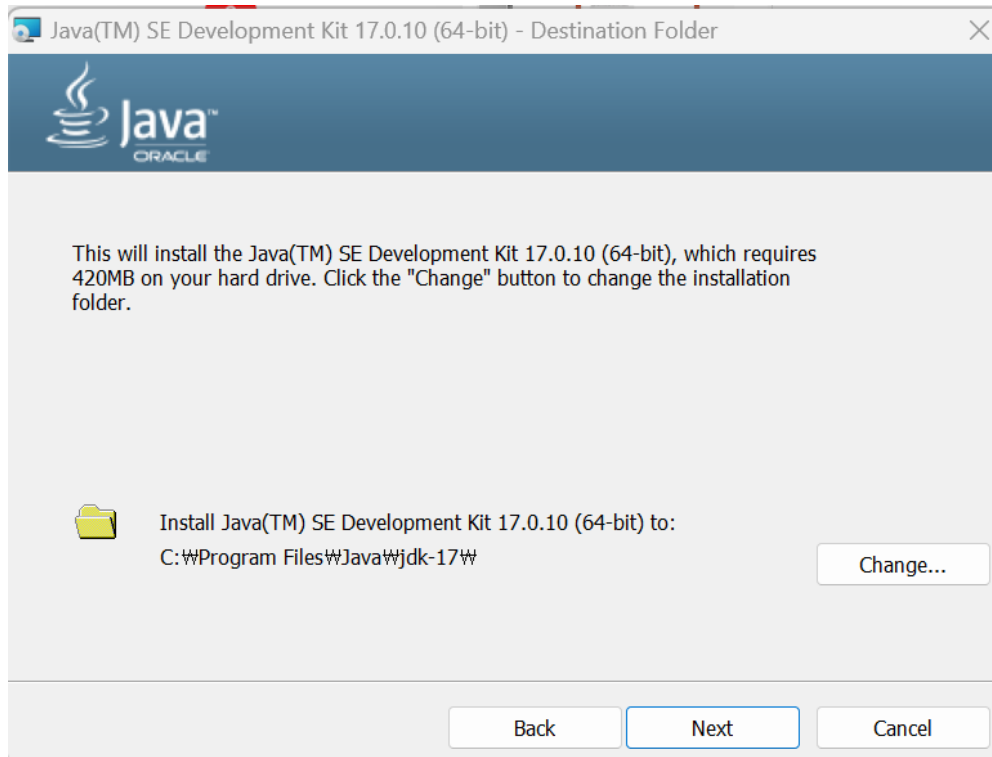 Java(TM) SE Development Kit 17.0.10 (64-bit) - Destination Folder
Java™
ORACLE
This will install the Java(TM) SE Development Kit 17.0.10 (64-bit), which requires
420MB on your hard drive. Click the "Change" button to change the installation
folder.
Install Java(TM) SE Development Kit 17.0.10 (64-bit) to:
C:₩Program Files₩Java₩jdk-17₩
Change...
Back
Next
Cancel